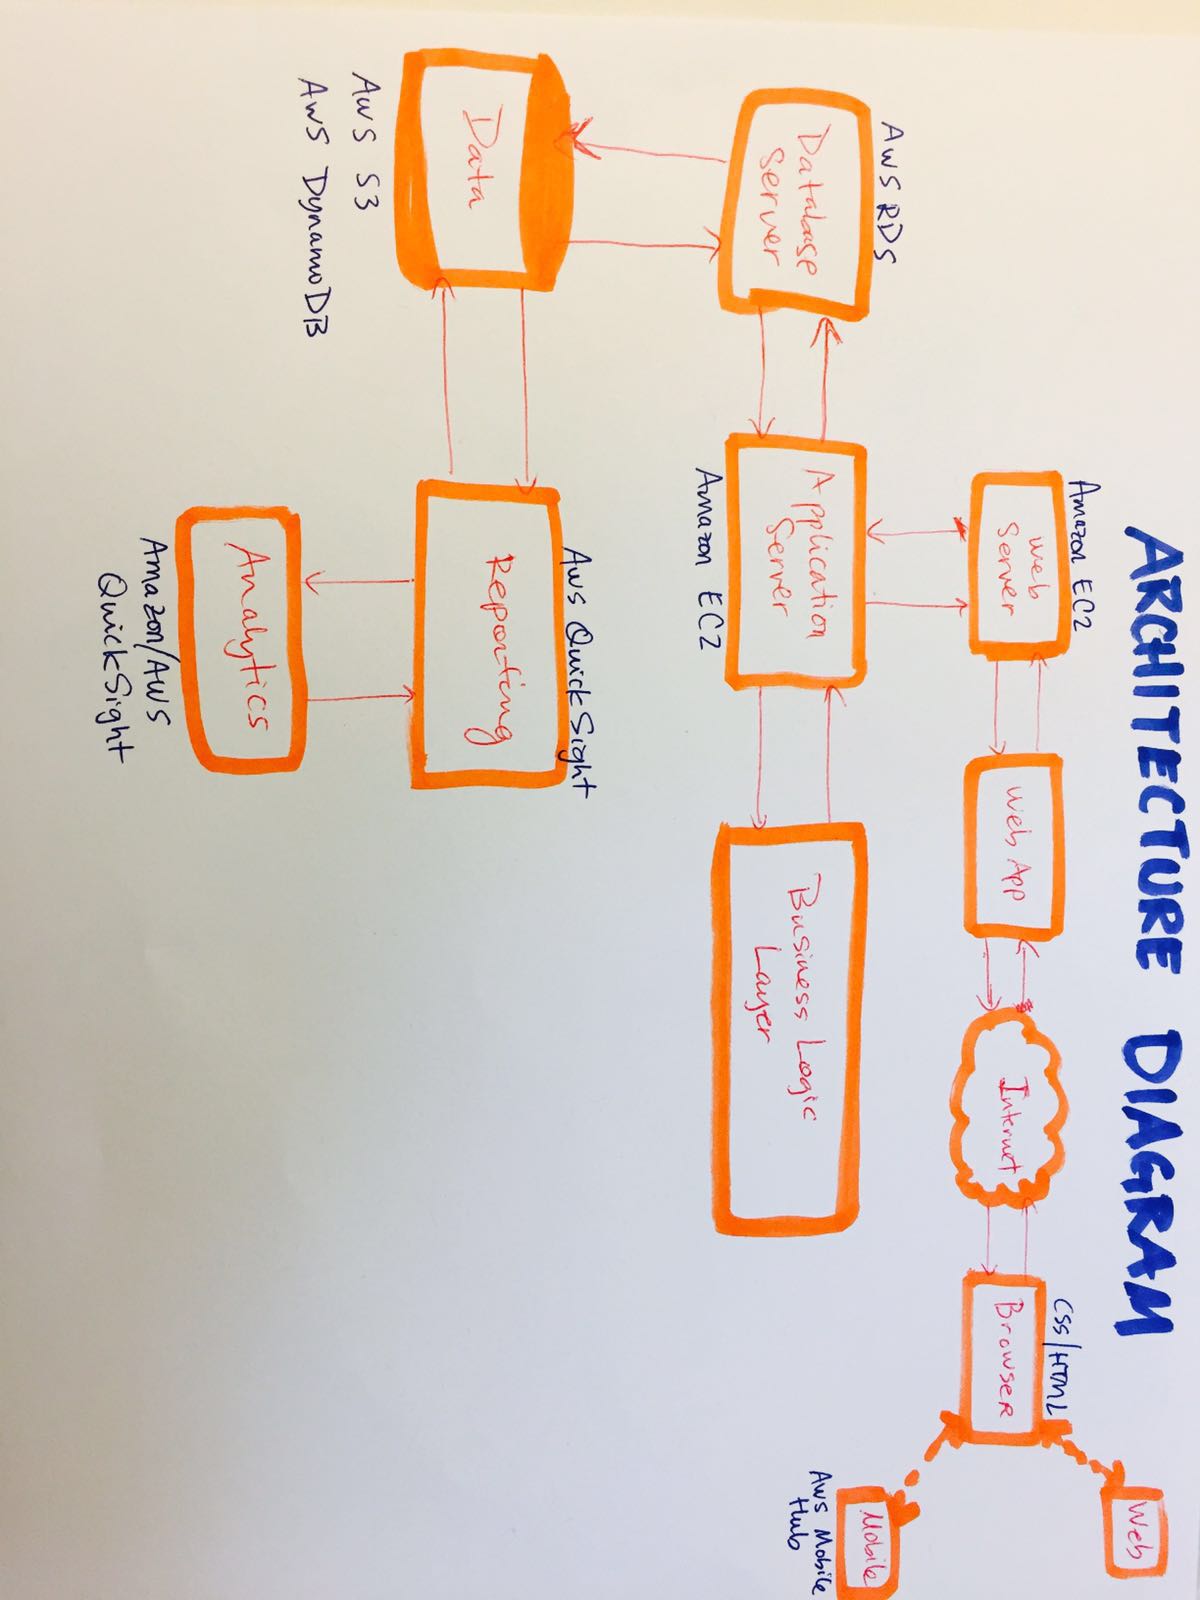 ARCHITECTURE DIAGRAM
Amazon EC2
Web
Server
Web App
Internet
CSS/HTML
Browser
Web
Mobile
AWS Mobile
Hub
AWS RDS
Database
Server
Application
Server
Amazon EC2
Business Logic
Layer
Data
AWS S3
AWS DynamoDB
AWS QuickSight
Reporting
Analytics
Amazon/AWS
QuickSight